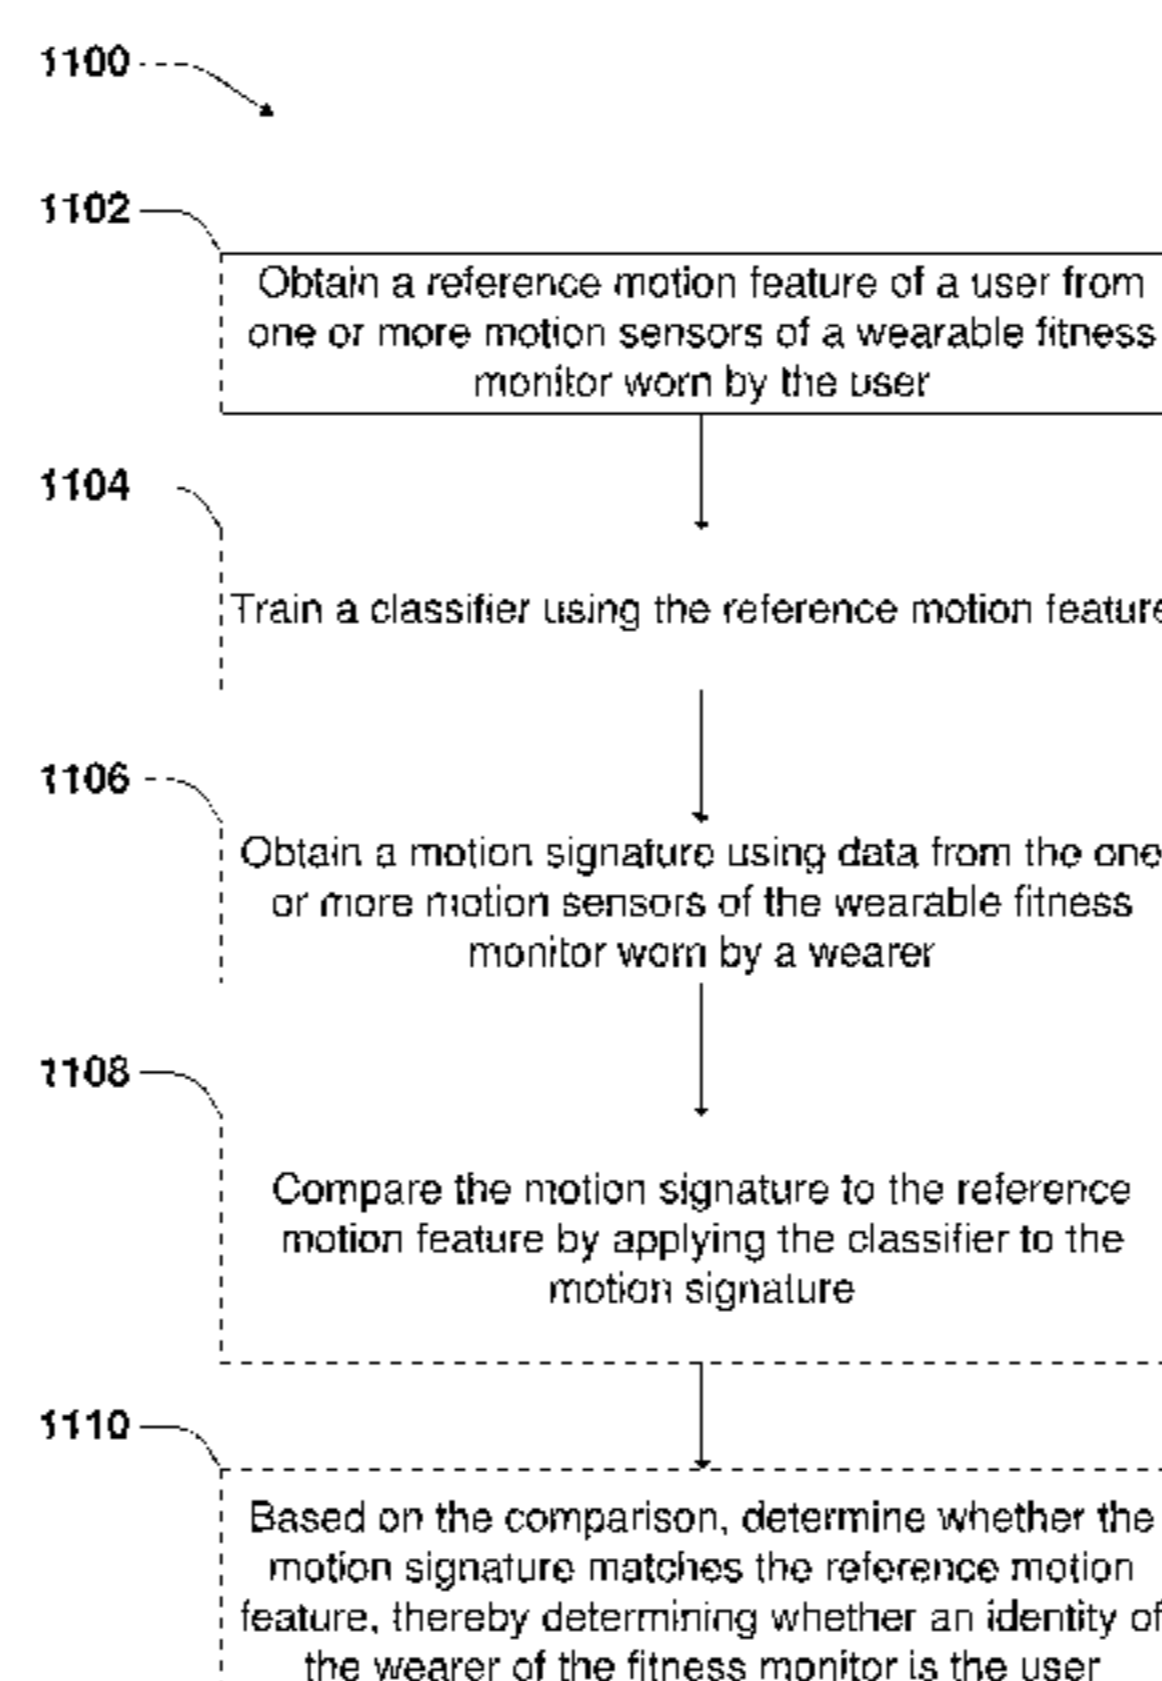 1100
1102
Obtain a reference motion feature of a user from
one or more motion sensors of a wearable fitness
monitor worn by the user
1104
Train a classifier using the reference motion feature
1106
Obtain a motion signature using data from the one
or more motion sensors of the wearable fitness
monitor worn by a wearer
1108
Compare the motion signature to the reference
motion feature by applying the classifier to the
motion signature
1110
Based on the comparison, determine whether the
motion signature matches the reference motion
feature, thereby determining whether an identity of
the wearer of the fitness monitor is the user